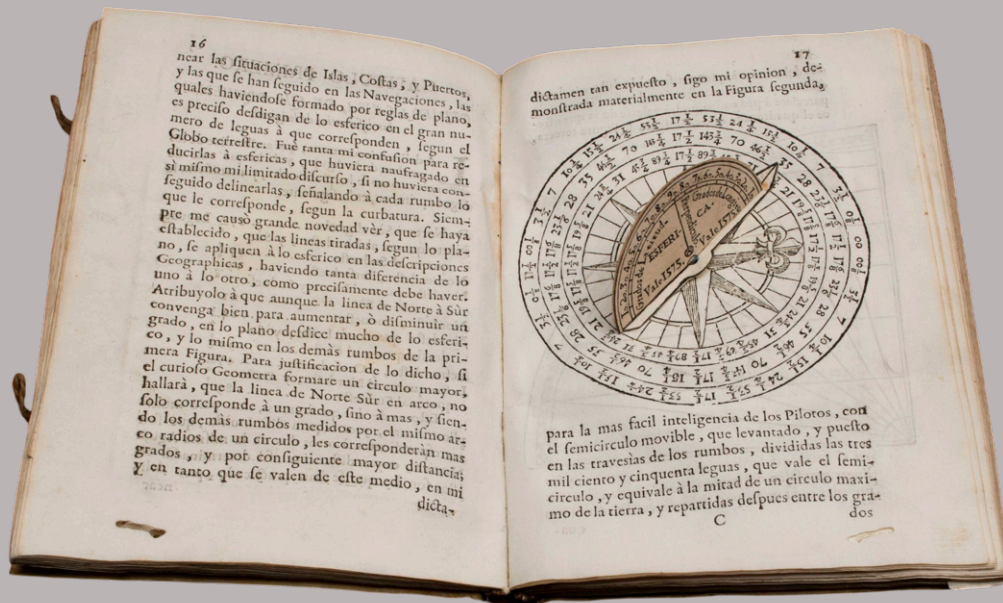 16
near las situaciones de Islas, Costas, y Puertos,
y las que se han seguido en las Navegaciones, las
quales haviendose formado por reglas de plano,
es preciso desdigan de lo esferico en el gran nu-
mero de leguas à que corresponden, segun el
Globo terrestre. Fuè tanta mi confusion para re-
ducirlas à esfericas, que huviera naufragado en
sì mismo mi limitado discurso, si no huviera con-
seguido delinearlas, señalando à cada rumbo lo
que le corresponde, segun la curbatura. Siem-
pre me causò grande novedad vèr, que se haya
establecido, que las lineas tiradas, segun lo pla-
no, se apliquen à lo esferico en las descripciones
Geographicas, haviendo tanta diferencia de lo
uno à lo otro, como precisamente debe haver.
Atribuyolo à que aunque la linea de Norte à Sùr
convenga bien para aumentar, ò disminuir un
grado, en lo plano desdice mucho de lo esferi-
co, y lo mismo en los demàs rumbos de la pri-
mera Figura. Para justificacion de lo dicho, si
el curioso Geometra formare un circulo mayor,
hallarà, que la linea de Norte Sùr en arco, no
solo corresponde à un grado, sino à mas, y sien-
do los demàs rumbos medidos por el mismo ar-
co radios de un circulo, les corresponderàn mas
grados, y por consiguiente mayor distancia;
y en tanto que se valen de este medio, en mi
dicta-
17
dictamen tan expuesto, sigo mi opinion, de-
monstrada materialmente en la Figura segunda,
ESFERI-
CA.
Vale 1575.
Vale 1575.
para la mas facil inteligencia de los Pilotos, con
el semicirculo movible, que levantado, y puesto
en las travesias de los rumbos, divididas las tres
mil ciento y cinquenta leguas, que vale el semi-
circulo, y equivale à la mitad de un circulo maxi-
mo de la tierra, y repartidas despues entre los gra-
C
dos